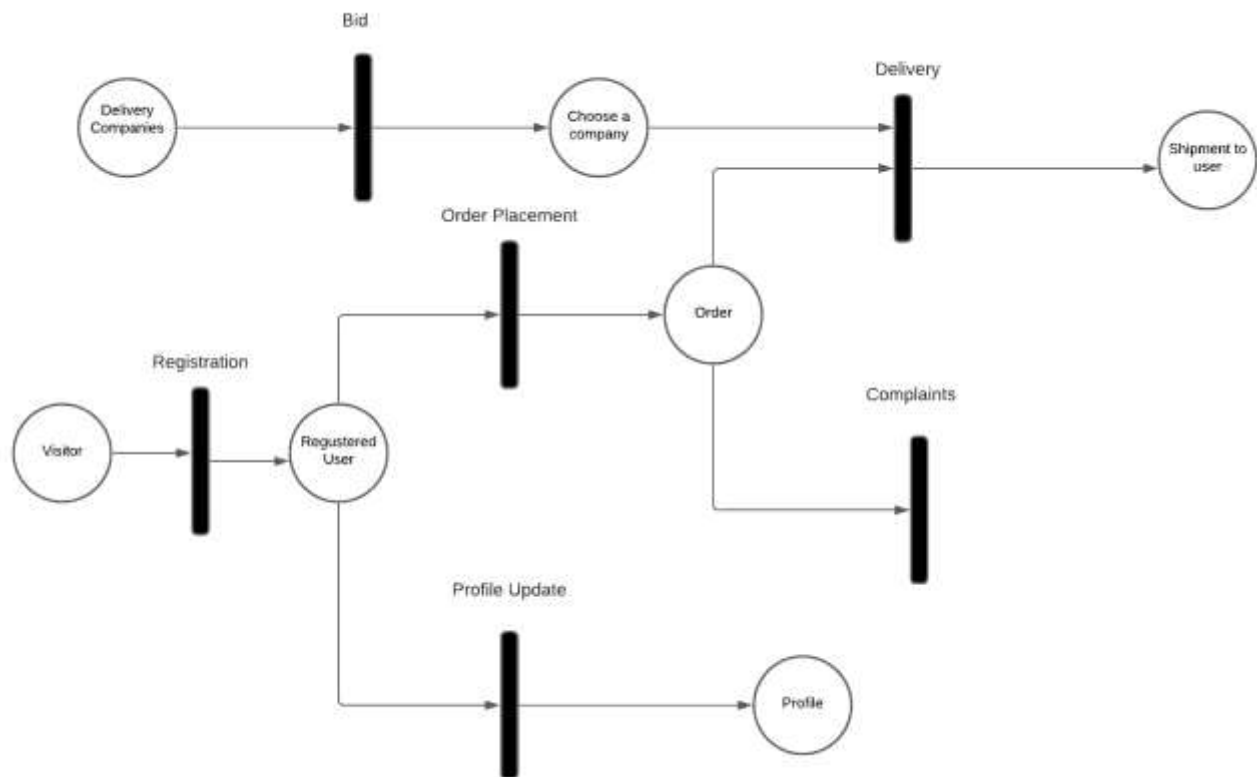 Bid
Delivery
Delivery
Companies
Choose a
company
Shipment to
user
Order Placement
Order
Registration
Complaints
Visitor
Regustered
User
Profile Update
Profile